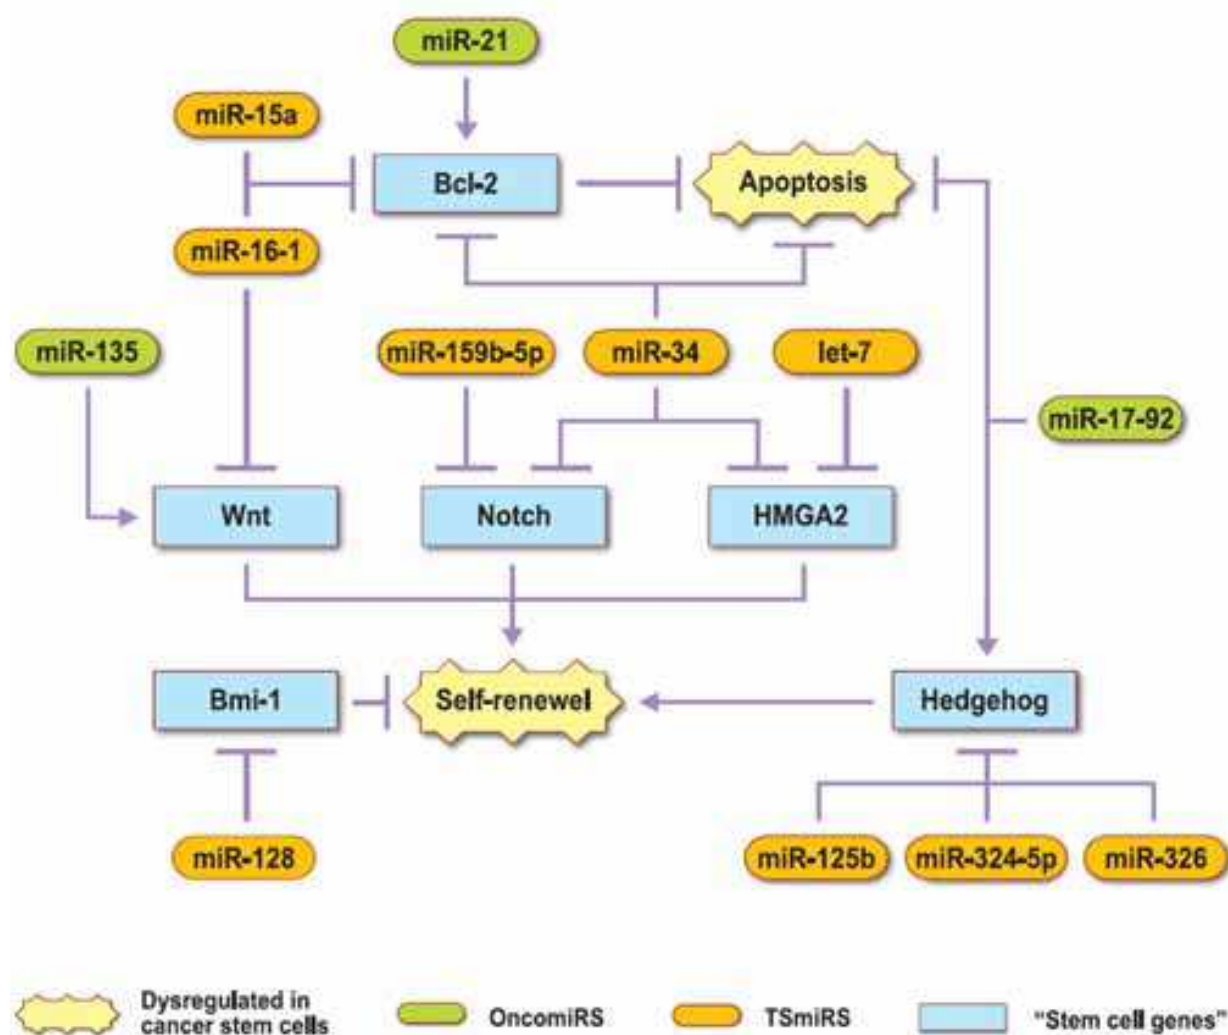 miR-21
miR-15a
Bcl-2
Apoptosis
miR-16-1
miR-135
miR-159b-5p
miR-34
let-7
miR-17-92
Wnt
Notch
HMGA2
Bmi-1
Self-renewel
Hedgehog
miR-128
miR-125b
miR-324-5p
miR-326
Dysregulated in
cancer stem cells
OncomiRS
TSmiRS
"Stem cell genes"